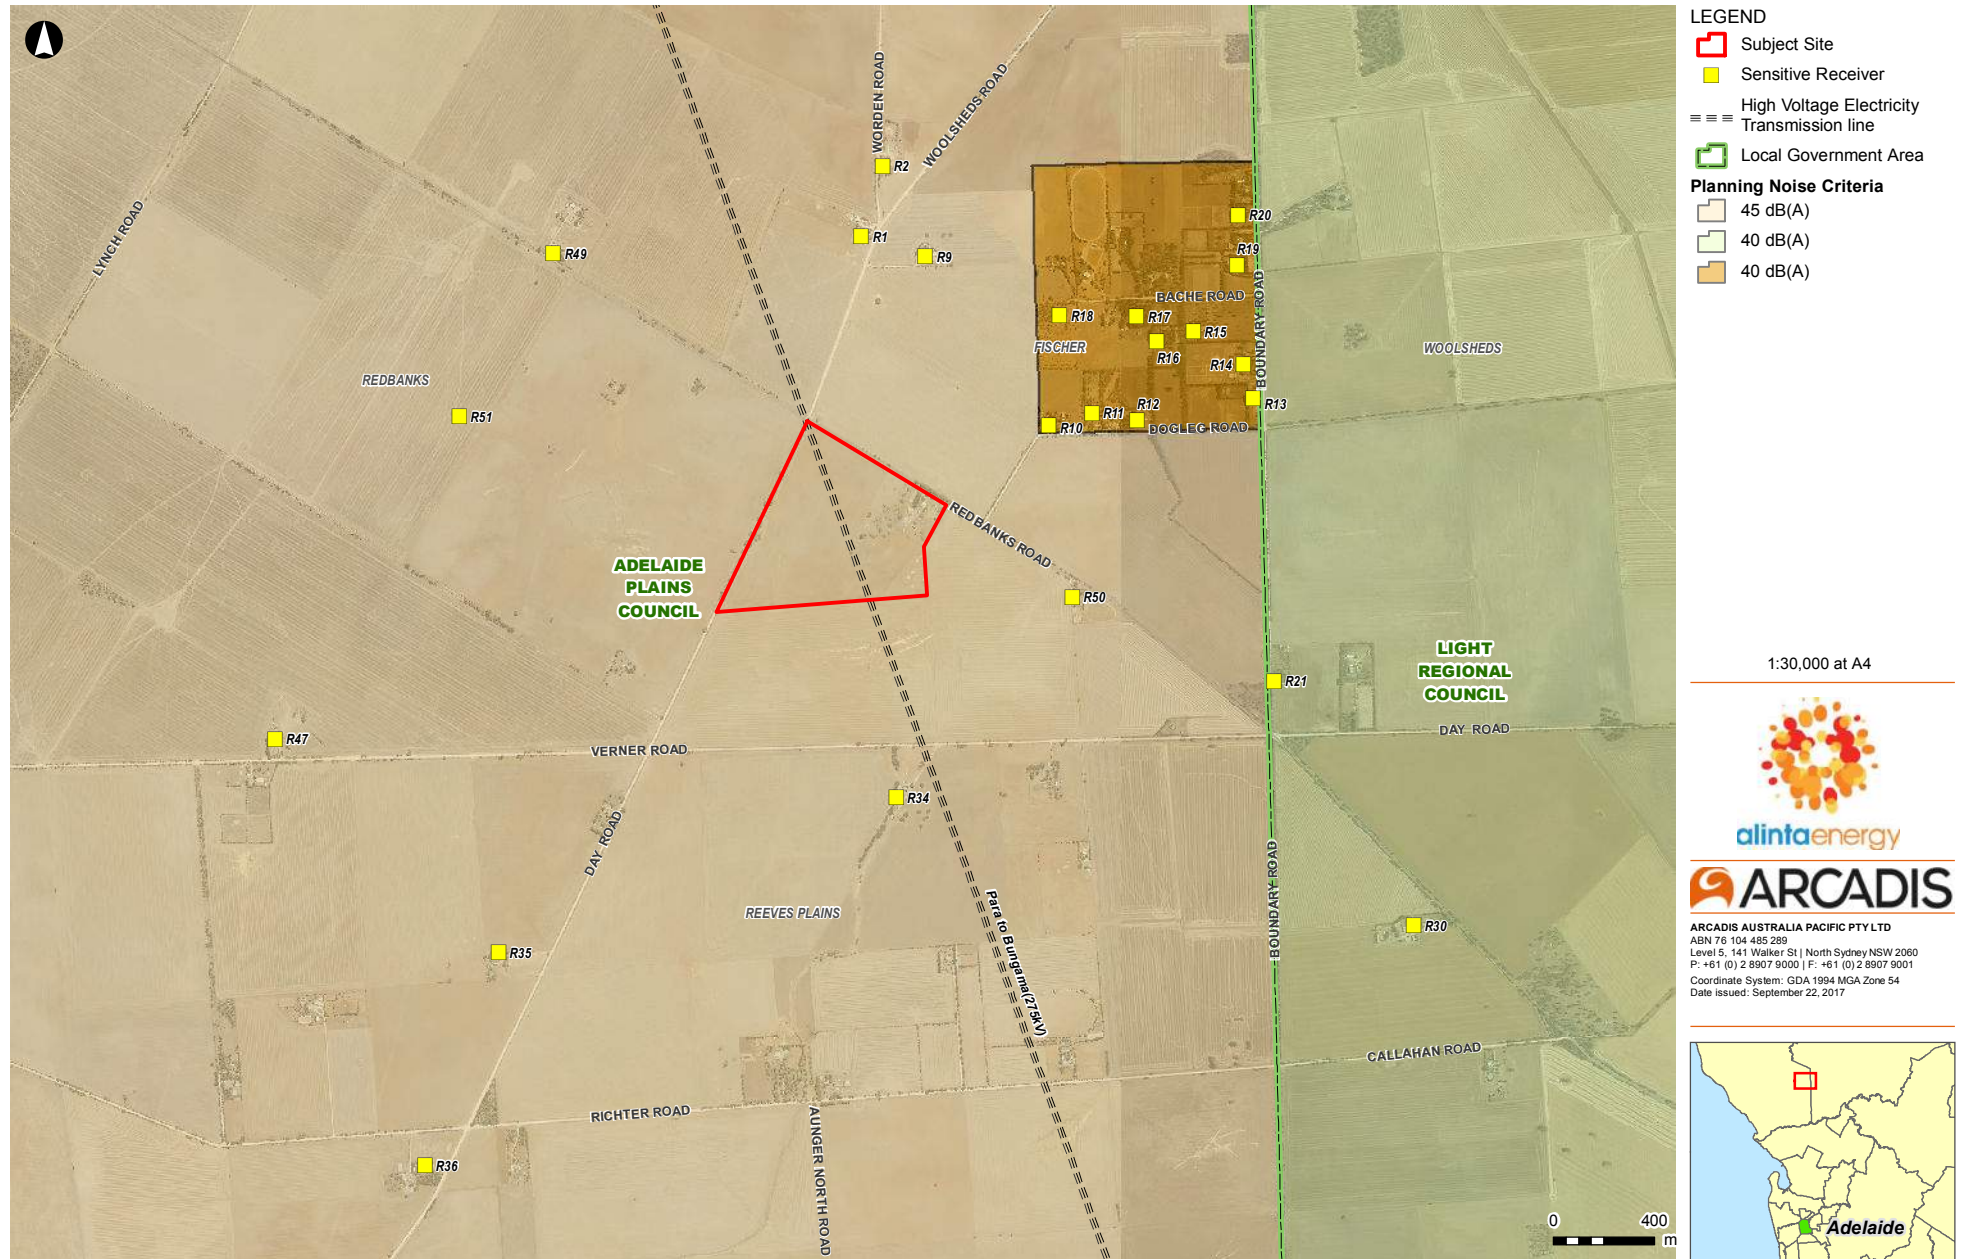 WORDEN ROAD
WOOLSHEDS ROAD
R2
R20
LYNCH ROAD
R1
R49
R9
R19
BACHE ROAD
BOUNDARY ROAD
R18
R17
R15
FISCHER
R16
R14
WOOLSHEDS
REDBANKS
R51
R11
R12
R13
R10
DOGLEG ROAD
REDBANKS ROAD
ADELAIDE
PLAINS
COUNCIL
R50
LIGHT
REGIONAL
COUNCIL
R21
R47
VERNER ROAD
DAY ROAD
R34
DAY ROAD
BOUNDARY ROAD
REEVES PLAINS
Para to Bungama(275kV)
R30
R35
CALLAHAN ROAD
RICHTER ROAD
AUNGER NORTH ROAD
R36
0 400
m
LEGEND
Subject Site
Sensitive Receiver
High Voltage Electricity
Transmission line
Local Government Area
Planning Noise Criteria
45 dB(A)
40 dB(A)
40 dB(A)
1:30,000 at A4
alintaenergy
ARCADIS
ARCADIS AUSTRALIA PACIFIC PTY LTD
ABN 76 104 485 289
Level 5, 141 Walker St | North Sydney NSW 2060
P: +61 (0) 2 8907 9000 | F: +61 (0) 2 8907 9001
Coordinate System: GDA 1994 MGA Zone 54
Date issued: September 22, 2017
Adelaide